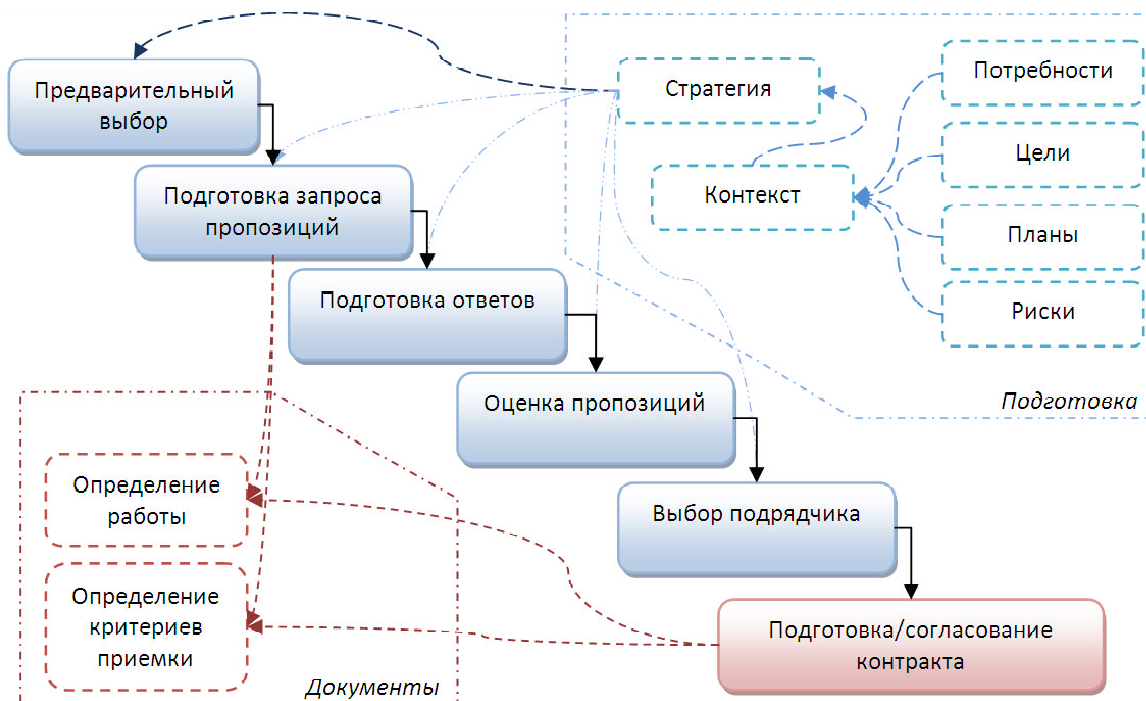 Предварительный
выбор
Подготовка запроса
пропозиций
Подготовка ответов
Оценка пропозиций
Выбор подрядчика
Подготовка/согласование
контракта
Стратегия
Контекст
Потребности
Цели
Планы
Риски
Подготовка
Определение
работы
Определение
критериев
приемки
Документы